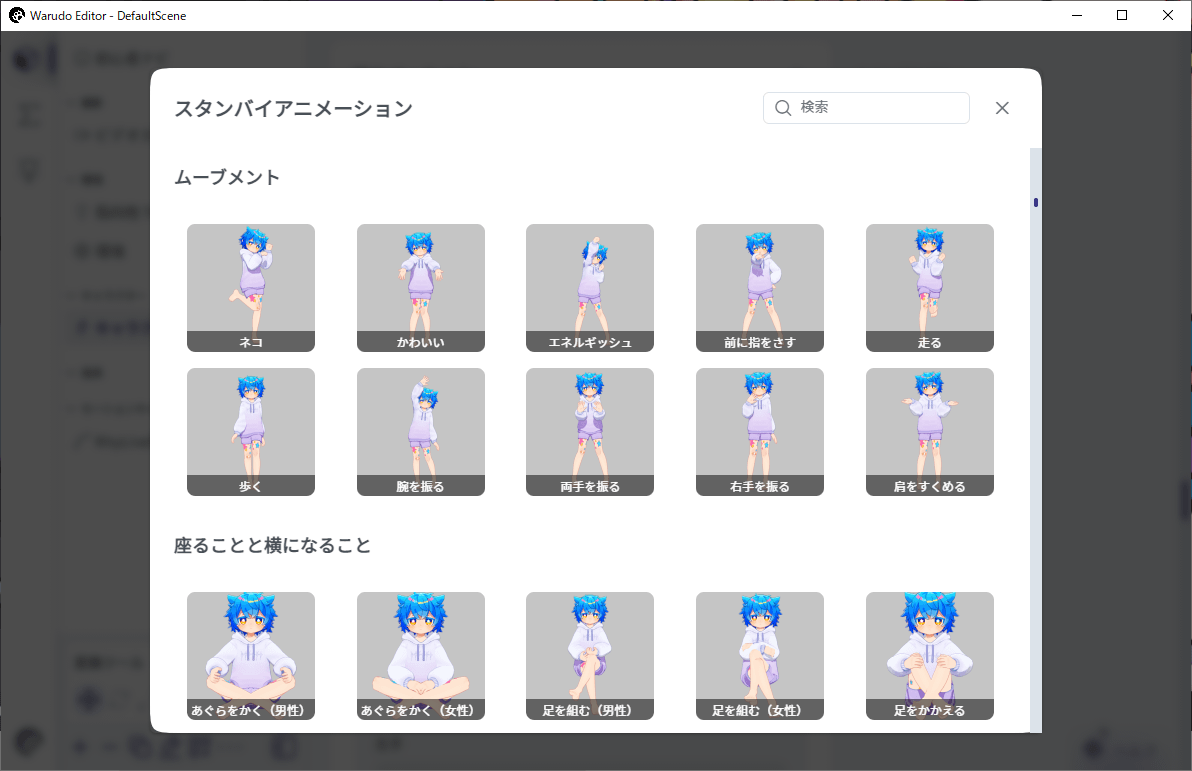 Warudo Editor - DefaultScene
スタンバイアニメーション
検索
ムーブメント
ネコ
かわいい
エネルギッシュ
前に指をさす
走る
歩く
腕を振る
両手を振る
右手を振る
肩をすくめる
座ることと横になること
あぐらをかく（男性）
あぐらをかく（女性）
足を組む（男性）
足を組む（女性）
足をかかえる